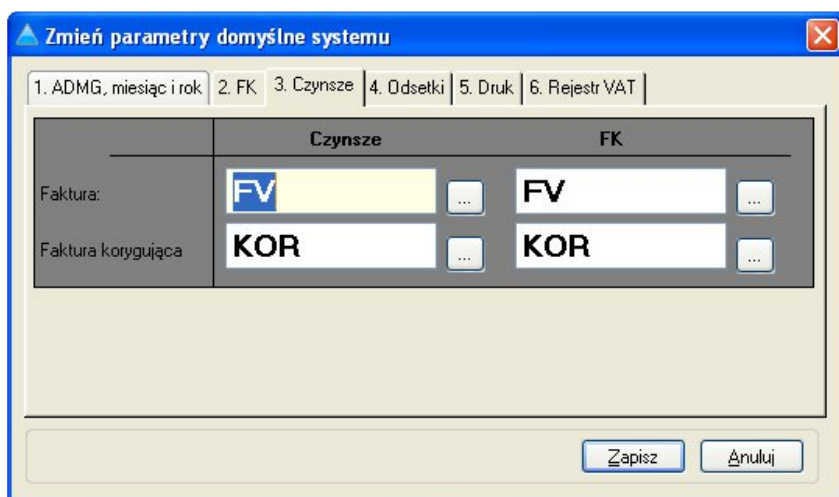 Zmień parametry domyślne systemu
1. ADMG, miesiąc i rok 2. FK 3. Czynsze 4. Odsetki 5. Druk 6. Rejestr VAT
Czynsze FK
Faktura: FV ... FV ...
Faktura korygująca KOR ... KOR ...
Zapisz Anuluj